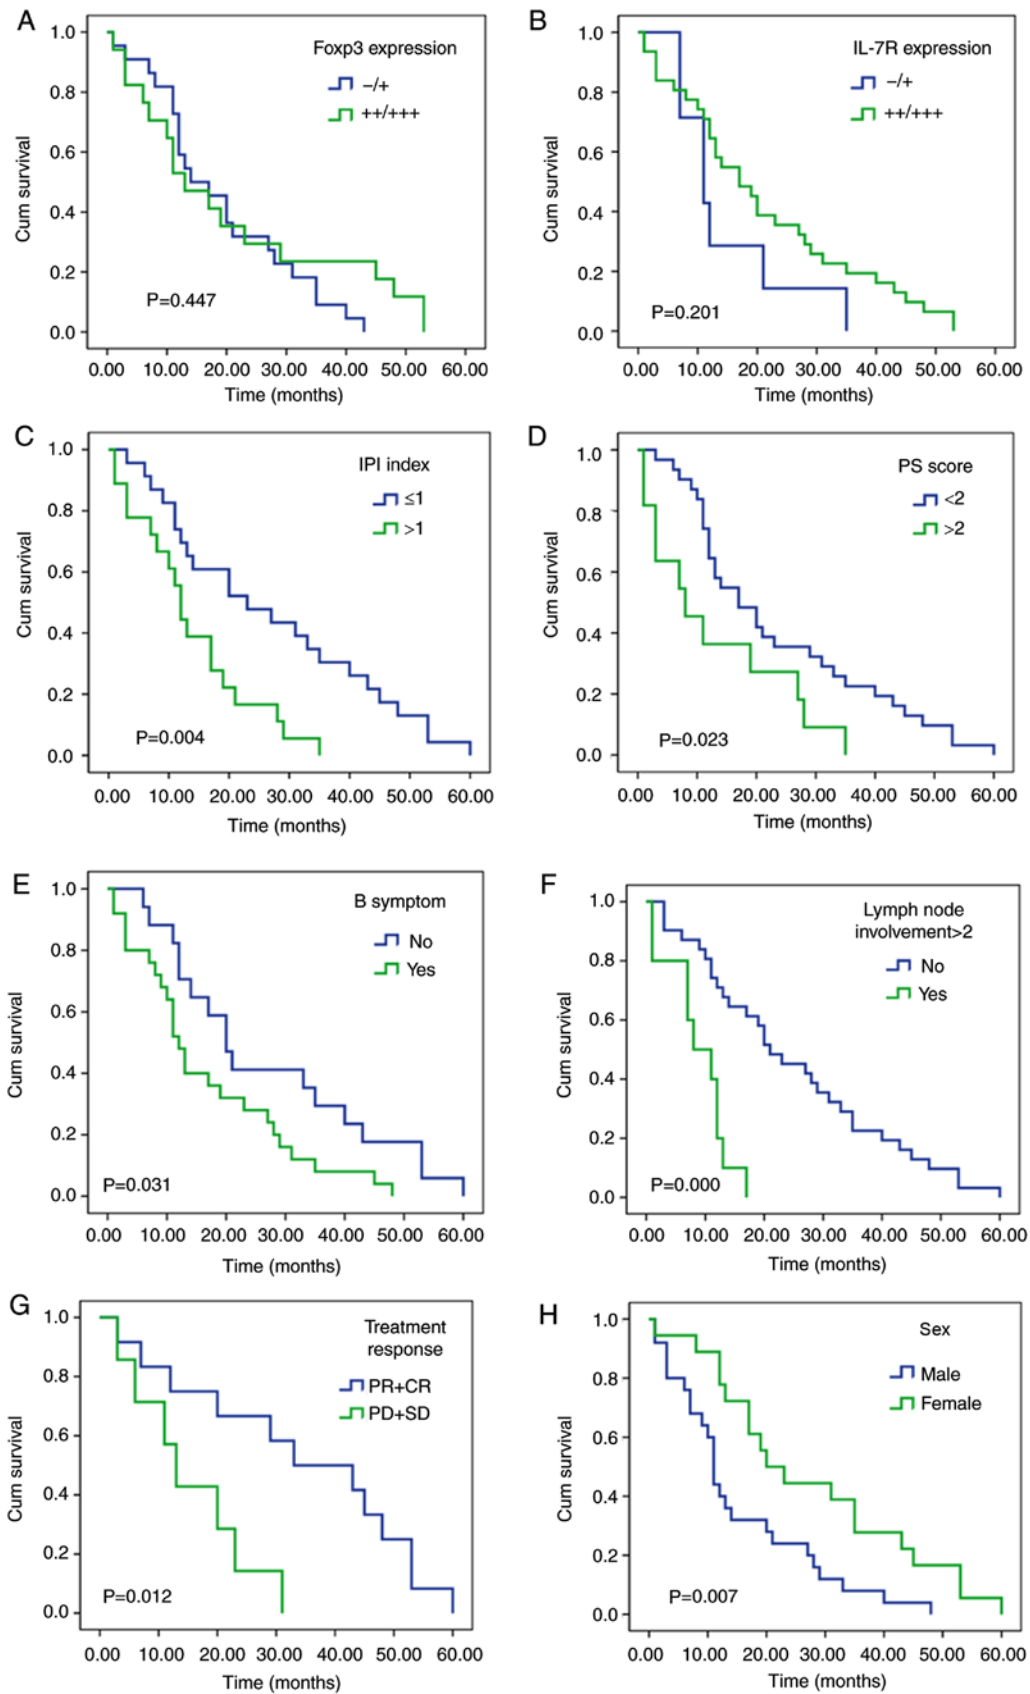 A
Foxp3 expression
–/+
++/+++
P=0.447
Cum survival
1.0
0.8
0.6
0.4
0.2
0.0
0.00 10.00 20.00 30.00 40.00 50.00 60.00
Time (months)
B
IL-7R expression
–/+
++/+++
P=0.201
Cum survival
1.0
0.8
0.6
0.4
0.2
0.0
0.00 10.00 20.00 30.00 40.00 50.00 60.00
Time (months)
C
IPI index
≤1
>1
P=0.004
Cum survival
1.0
0.8
0.6
0.4
0.2
0.0
0.00 10.00 20.00 30.00 40.00 50.00 60.00
Time (months)
D
PS score
<2
>2
P=0.023
Cum survival
1.0
0.8
0.6
0.4
0.2
0.0
0.00 10.00 20.00 30.00 40.00 50.00 60.00
Time (months)
E
B symptom
No
Yes
P=0.031
Cum survival
1.0
0.8
0.6
0.4
0.2
0.0
0.00 10.00 20.00 30.00 40.00 50.00 60.00
Time (months)
F
Lymph node
involvement>2
No
Yes
P=0.000
Cum survival
1.0
0.8
0.6
0.4
0.2
0.0
0.00 10.00 20.00 30.00 40.00 50.00 60.00
Time (months)
G
Treatment
response
PR+CR
PD+SD
P=0.012
Cum survival
1.0
0.8
0.6
0.4
0.2
0.0
0.00 10.00 20.00 30.00 40.00 50.00 60.00
Time (months)
H
Sex
Male
Female
P=0.007
Cum survival
1.0
0.8
0.6
0.4
0.2
0.0
0.00 10.00 20.00 30.00 40.00 50.00 60.00
Time (months)